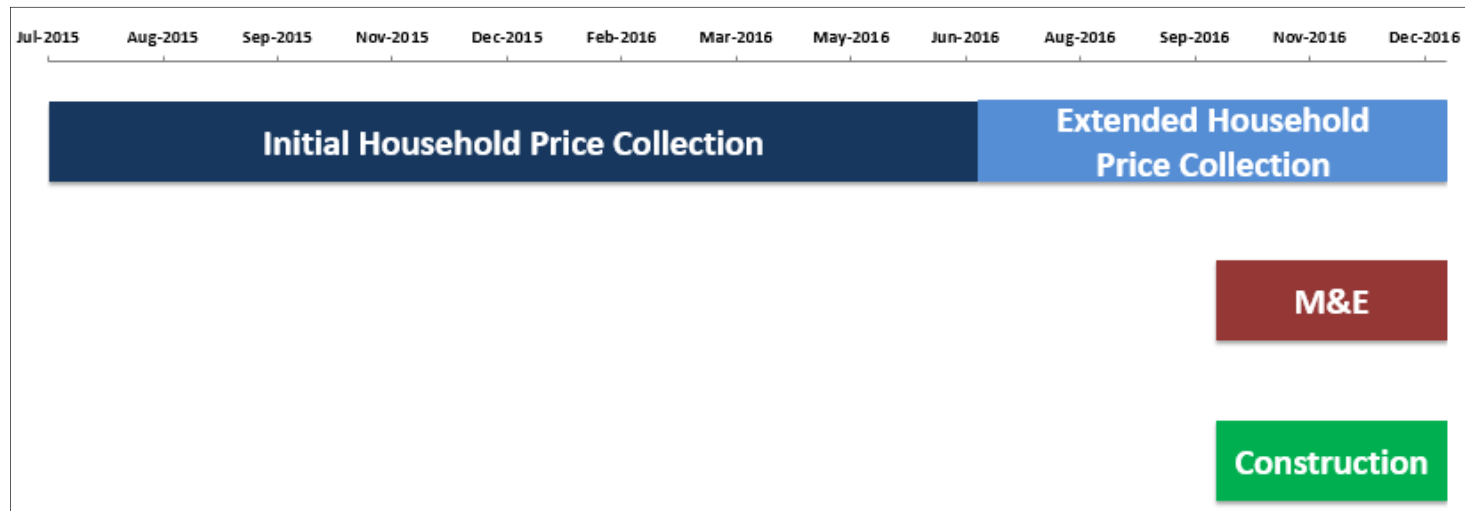 Jul-2015 Aug-2015 Sep-2015 Nov-2015 Dec-2015 Feb-2016 Mar-2016 May-2016 Jun-2016 Aug-2016 Sep-2016 Nov-2016 Dec-2016
Initial Household Price Collection
Extended Household
Price Collection
M&E
Construction